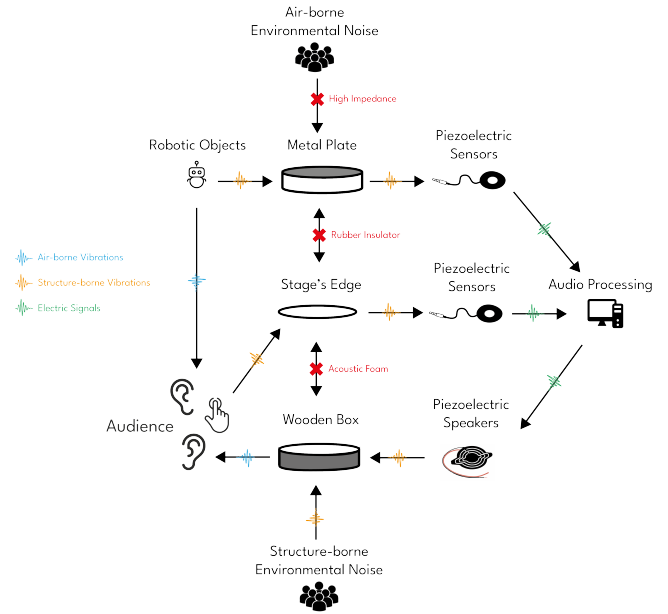 Air-borne
Environmental Noise
High Impedance
Robotic Objects
Metal Plate
Piezoelectric
Sensors
Rubber Insulator
Air-borne Vibrations
Structure-borne Vibrations
Electric Signals
Stage's Edge
Piezoelectric
Sensors
Audio Processing
Acoustic Foam
Audience
Wooden Box
Piezoelectric
Speakers
Structure-borne
Environmental Noise